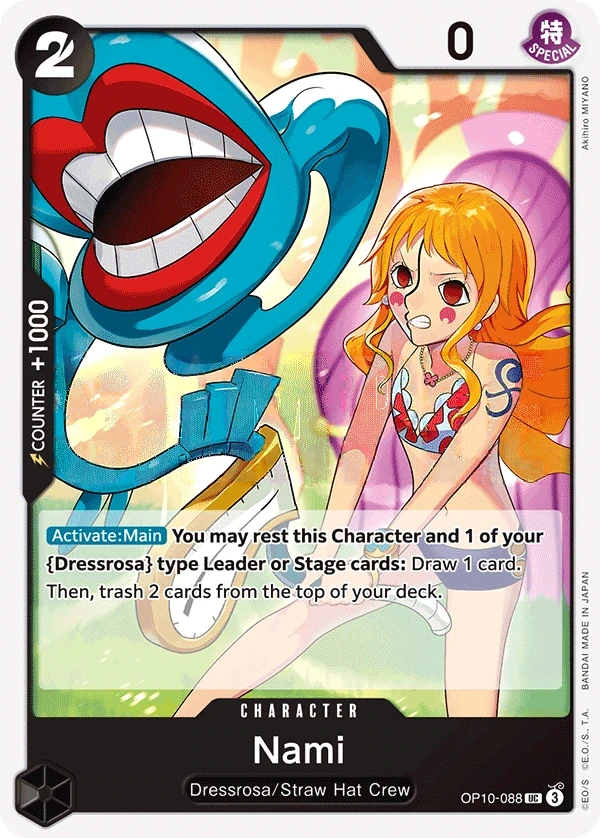 2
0
特
SPECIAL
Akihiro MIYANO
COUNTER +1000
Activate:Main You may rest this Character and 1 of your
{Dressrosa} type Leader or Stage cards: Draw 1 card.
Then, trash 2 cards from the top of your deck.
CHARACTER
Nami
Dressrosa/Straw Hat Crew
OP10-088 UC 3
©EO/S ©E.O./S., T.A. BANDAI MADE IN JAPAN